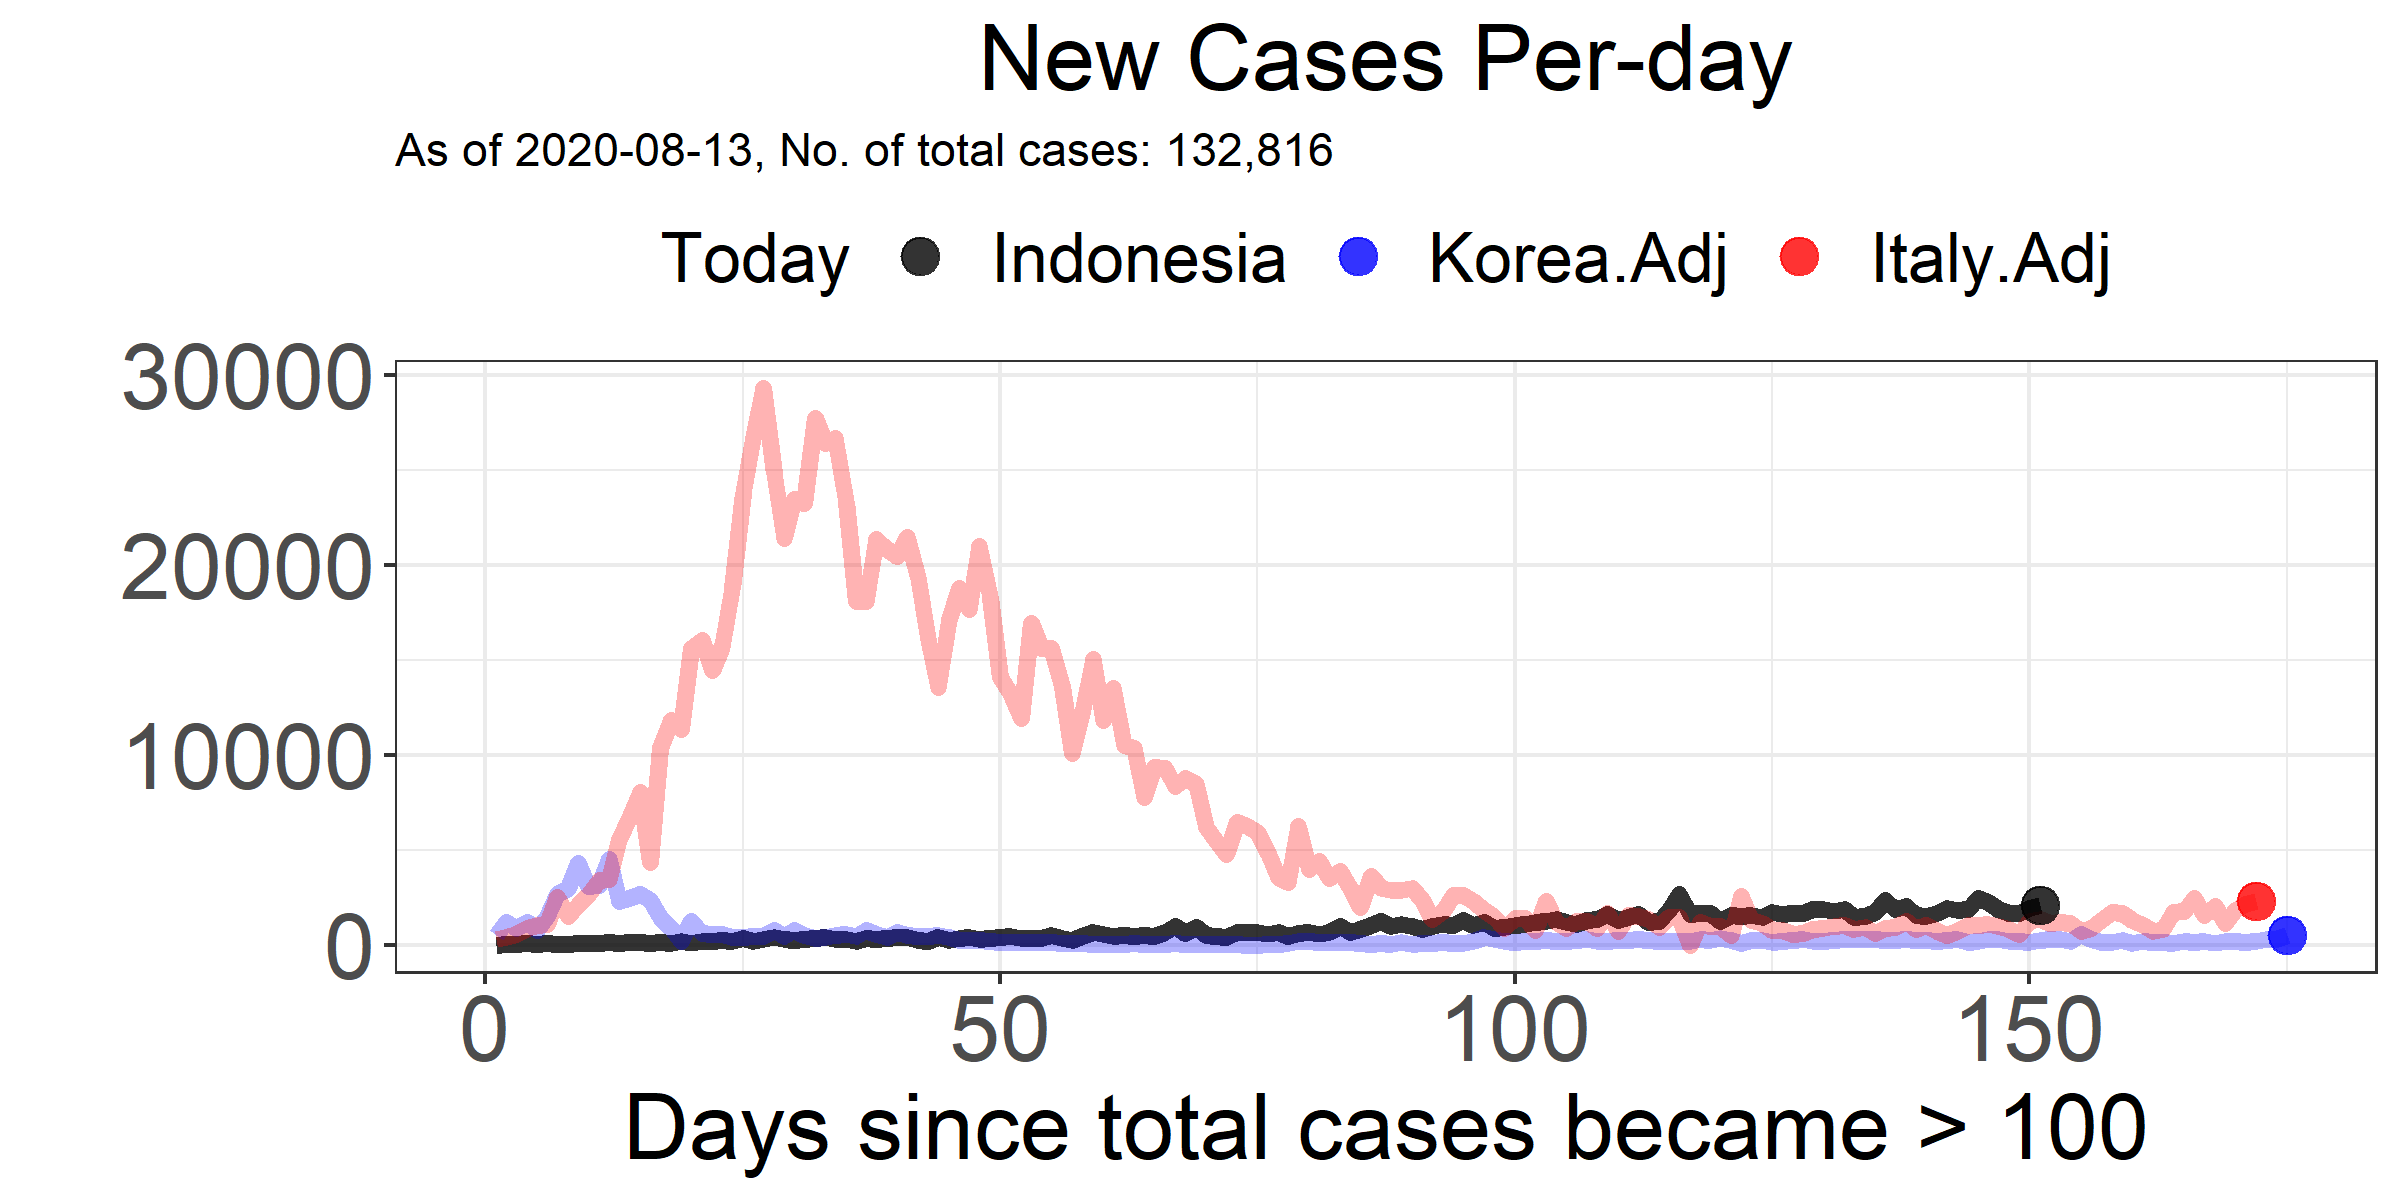 New Cases Per-day
As of 2020-08-13, No. of total cases: 132,816
Today Indonesia Korea.Adj Italy.Adj
30000
20000
10000
0
0 50 100 150
Days since total cases became > 100